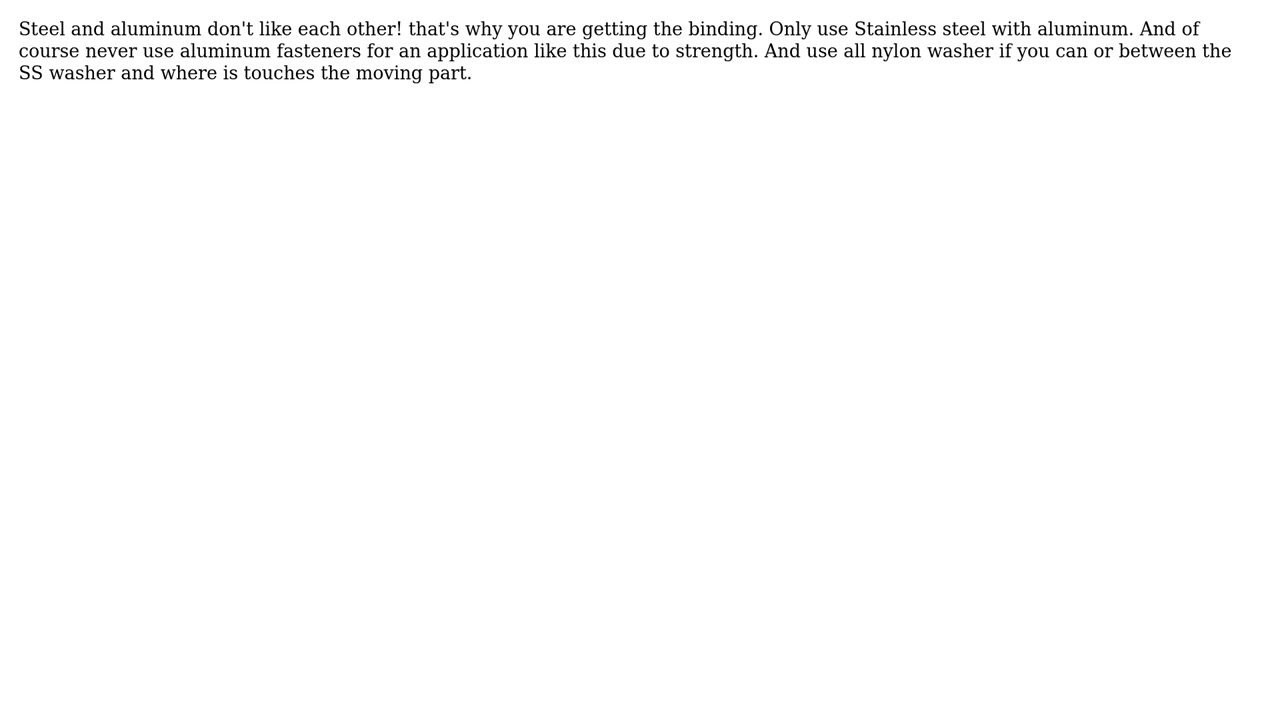 Steel and aluminum don't like each other! that's why you are getting the binding. Only use Stainless steel with aluminum. And of
course never use aluminum fasteners for an application like this due to strength. And use all nylon washer if you can or between the
SS washer and where is touches the moving part.